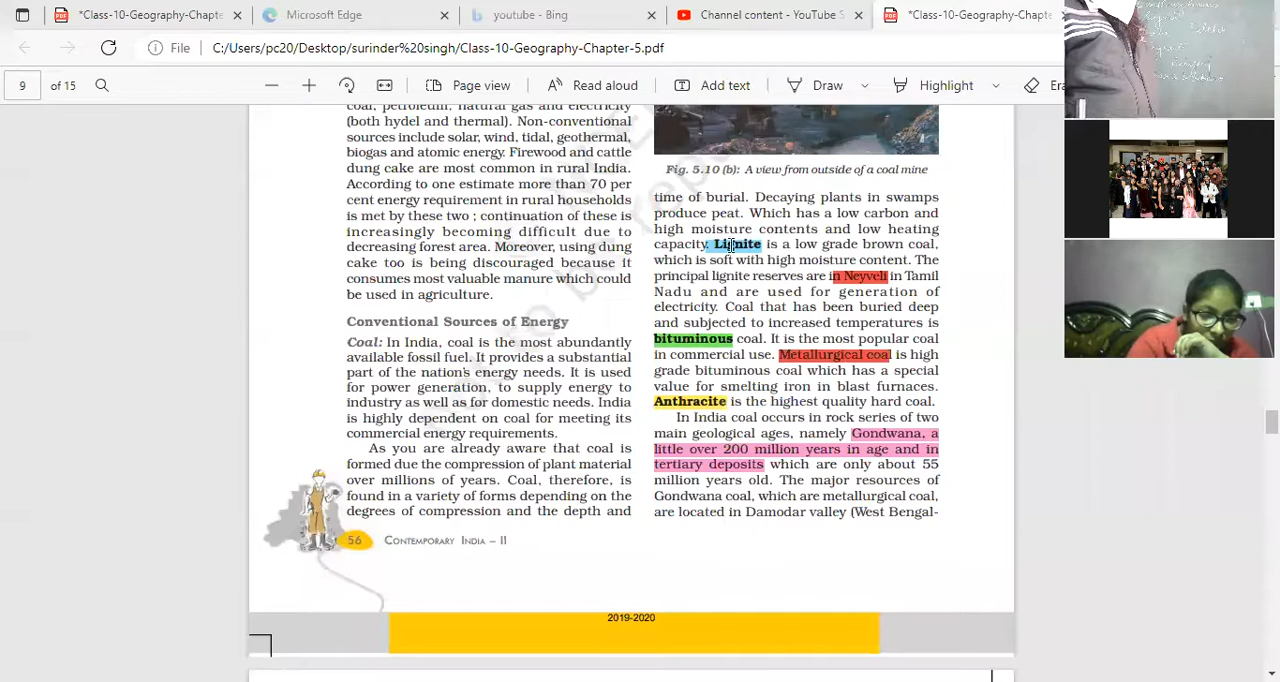 *Class-10-Geography-Chapte
Microsoft Edge
youtube - Bing
Channel content - YouTube S
*Class-10-Geography-Chapte
File
C:/Users/pc20/Desktop/surinder%20singh/Class-10-Geography-Chapter-5.pdf
9 of 15
Page view
Read aloud
Add text
Draw
Highlight
Era
coal, petroleum, natural gas and electricity
(both hydel and thermal). Non-conventional
sources include solar, wind, tidal, geothermal,
biogas and atomic energy. Firewood and cattle
dung cake are most common in rural India.
According to one estimate more than 70 per
cent energy requirement in rural households
is met by these two ; continuation of these is
increasingly becoming difficult due to
decreasing forest area. Moreover, using dung
cake too is being discouraged because it
consumes most valuable manure which could
be used in agriculture.
Conventional Sources of Energy
Coal: In India, coal is the most abundantly
available fossil fuel. It provides a substantial
part of the nation's energy needs. It is used
for power generation, to supply energy to
industry as well as for domestic needs. India
is highly dependent on coal for meeting its
commercial energy requirements.
As you are already aware that coal is
formed due the compression of plant material
over millions of years. Coal, therefore, is
found in a variety of forms depending on the
degrees of compression and the depth and
Fig. 5.10 (b): A view from outside of a coal mine
time of burial. Decaying plants in swamps
produce peat. Which has a low carbon and
high moisture contents and low heating
capacity. Lignite is a low grade brown coal,
which is soft with high moisture content. The
principal lignite reserves are in Neyveli in Tamil
Nadu and are used for generation of
electricity. Coal that has been buried deep
and subjected to increased temperatures is
bituminous coal. It is the most popular coal
in commercial use. Metallurgical coal is high
grade bituminous coal which has a special
value for smelting iron in blast furnaces.
Anthracite is the highest quality hard coal.
In India coal occurs in rock series of two
main geological ages, namely Gondwana, a
little over 200 million years in age and in
tertiary deposits which are only about 55
million years old. The major resources of
Gondwana coal, which are metallurgical coal,
are located in Damodar valley (West Bengal-
56 Contemporary India – II
2019-2020